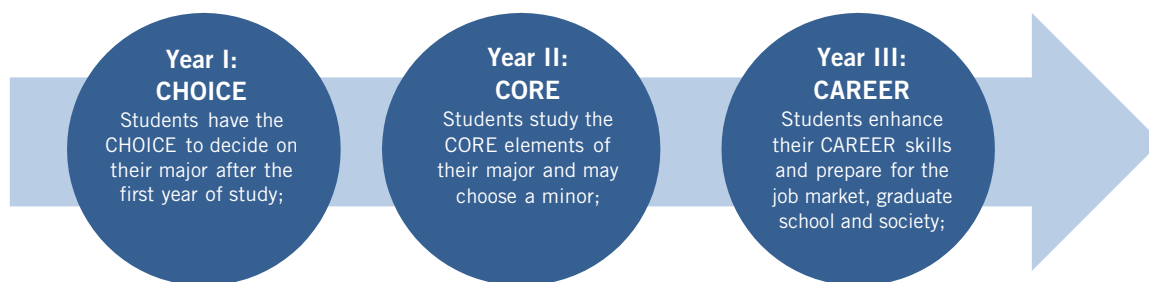 Year I:
CHOICE
Students have the
CHOICE to decide on
their major after the
first year of study;
Year II:
CORE
Students study the
CORE elements of
their major and may
choose a minor;
Year III:
CAREER
Students enhance
their CAREER skills
and prepare for the
job market, graduate
school and society;